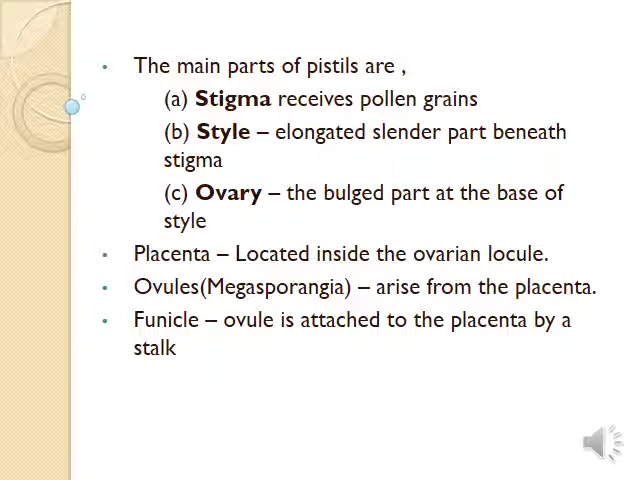 • The main parts of pistils are ,
(a) Stigma receives pollen grains
(b) Style – elongated slender part beneath
stigma
(c) Ovary – the bulged part at the base of
style
• Placenta – Located inside the ovarian locule.
• Ovules(Megasporangia) – arise from the placenta.
• Funicle – ovule is attached to the placenta by a
stalk